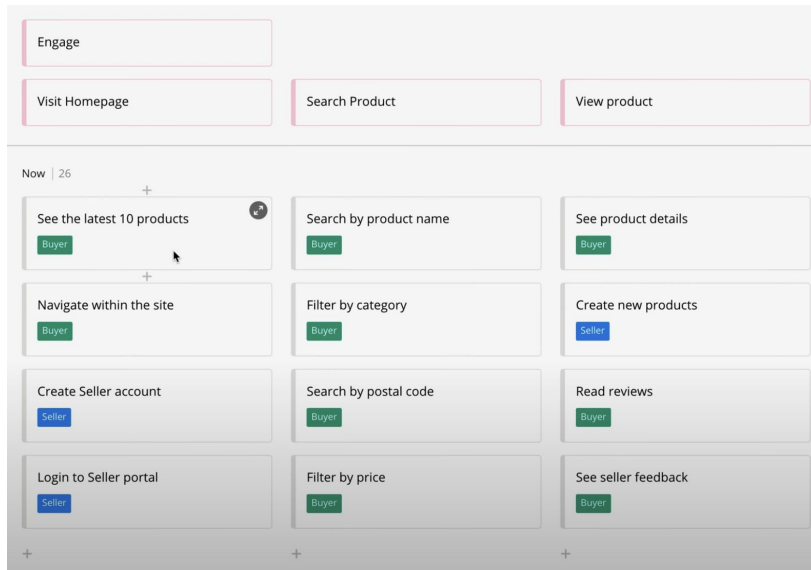 Engage
Visit Homepage
Search Product
View product
Now | 26
See the latest 10 products
Buyer
Search by product name
Buyer
See product details
Buyer
Navigate within the site
Buyer
Filter by category
Buyer
Create new products
Seller
Create Seller account
Seller
Search by postal code
Buyer
Read reviews
Buyer
Login to Seller portal
Seller
Filter by price
Buyer
See seller feedback
Buyer